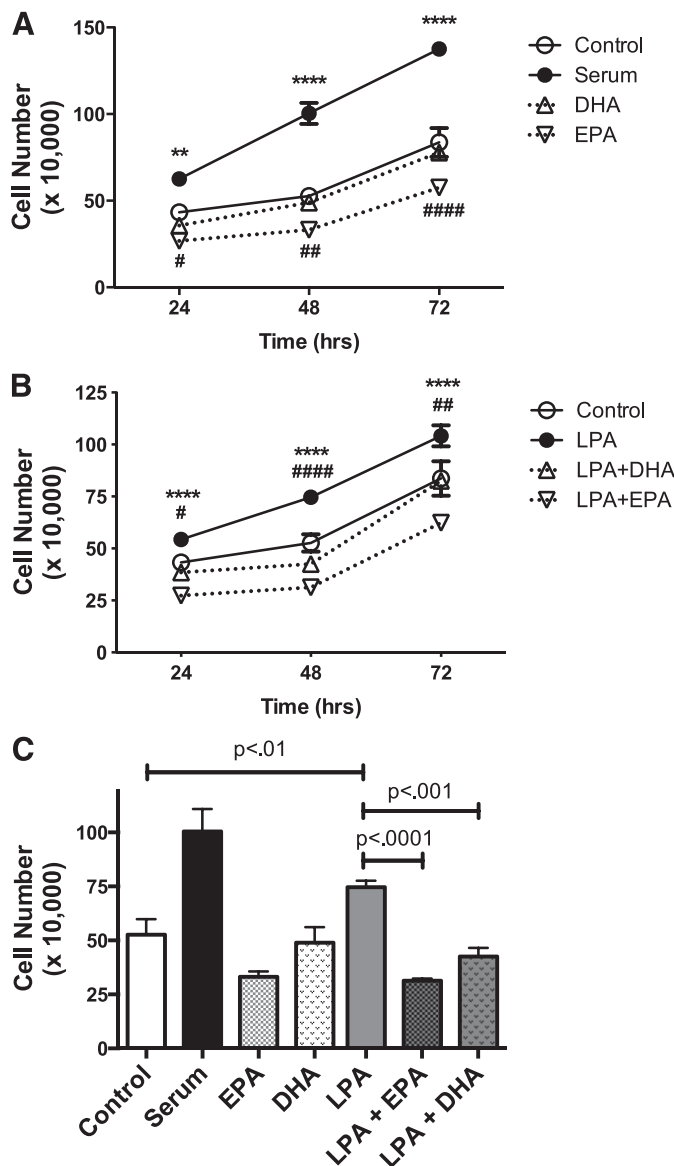 A
Cell Number
(x 10,000)
150
100
50
0
**
****
****
#
##
####
24
48
72
Time (hrs)
Control
Serum
DHA
EPA
B
Cell Number
(x 10,000)
125
100
75
50
25
0
****
#
****
####
****
##
24
48
72
Time (hrs)
Control
LPA
LPA+DHA
LPA+EPA
C
Cell Number
(x 10,000)
100
75
50
25
0
p<.01
p<.001
p<.0001
Control
Serum
EPA
DHA
LPA
LPA + EPA
LPA + DHA